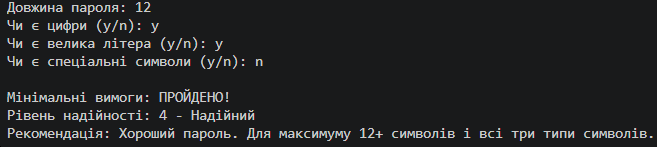 Довжина пароля: 12
Чи є цифри (y/n): y
Чи є велика літера (y/n): y
Чи є спеціальні символи (y/n): n

Мінімальні вимоги: ПРОЙДЕНО!
Рівень надійності: 4 - Надійний
Рекомендація: Хороший пароль. Для максимуму 12+ символів і всі три типи символів.